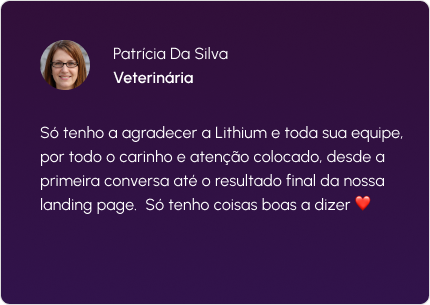 Patrícia Da Silva
Veterinária
Só tenho a agradecer a Lithium e toda sua equipe,
por todo o carinho e atenção colocado, desde a
primeira conversa até o resultado final da nossa
landing page.  Só tenho coisas boas a dizer ❤️